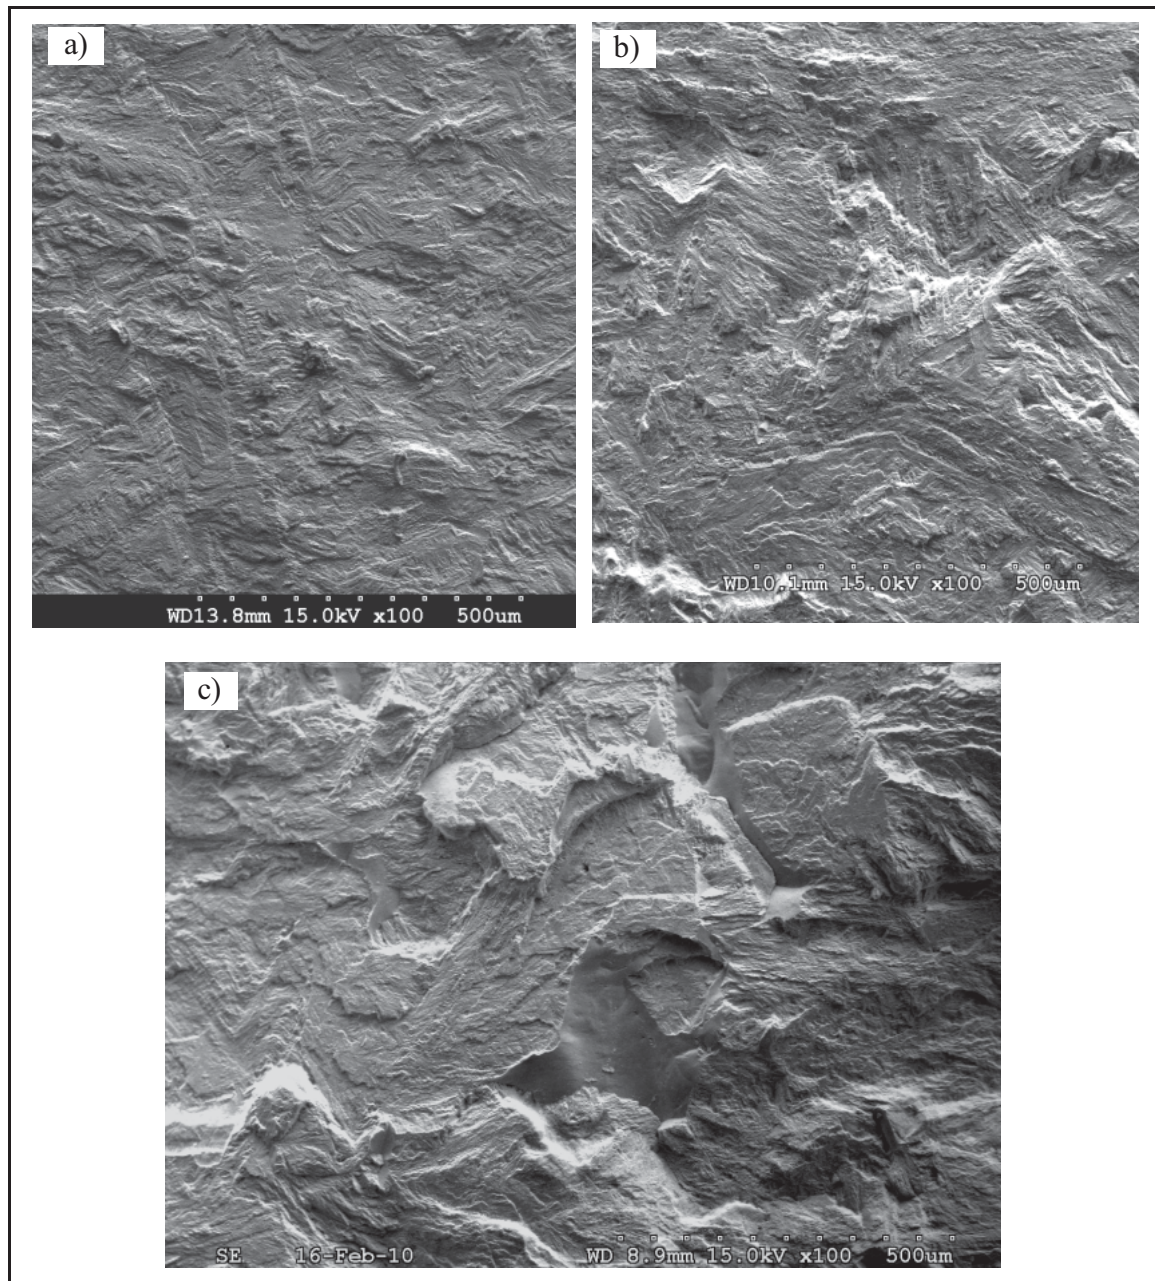 a)
b)
WD13.8mm 15.0kV x100 500um
WD10.1mm 15.0kV x100 500um
c)
SE 16-Feb-10 WD 8.9mm 15.0kV x100 500um